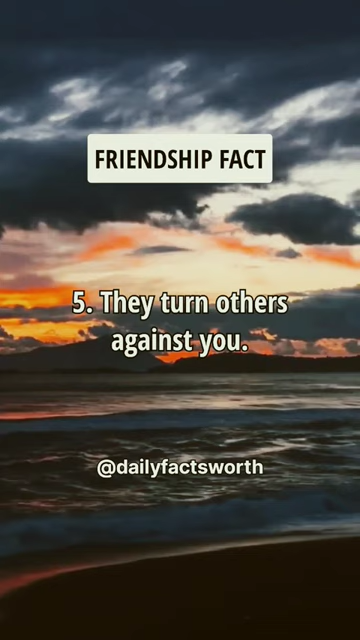 FRIENDSHIP FACT
5. They turn others
against you.
@dailyfactsworth